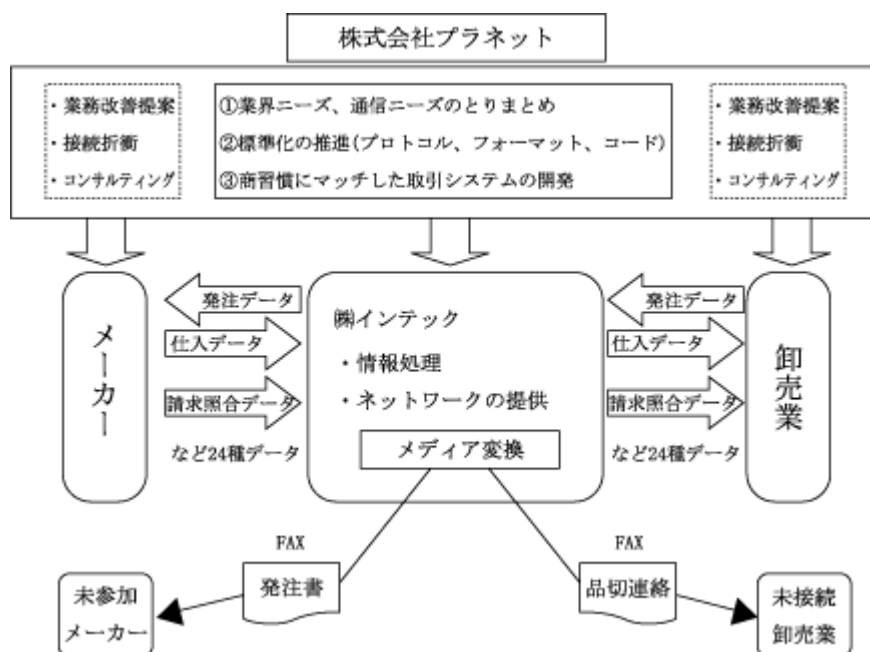 株式会社プラネット
・業務改善提案
・接続折衝
・コンサルティング
①業界ニーズ、通信ニーズのとりまとめ
②標準化の推進(プロトコル、フォーマット、コード)
③商習慣にマッチした取引システムの開発
・業務改善提案
・接続折衝
・コンサルティング
メーカー
発注データ
仕入データ
請求照合データ
など24種データ
㈱インテック
・情報処理
・ネットワークの提供
メディア変換
発注データ
仕入データ
請求照合データ
など24種データ
卸売業
FAX
発注書
FAX
品切連絡
未参加
メーカー
未接続
卸売業